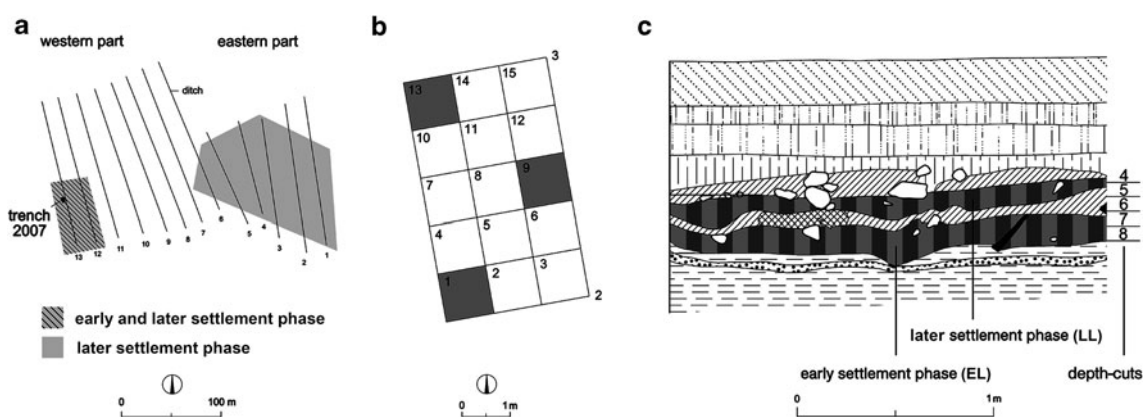 a
western part
eastern part
ditch
trench
2007
13
12
11
10
9
8
7
6
5
4
3
2
1
early and later settlement phase
later settlement phase
0
100 m
b
3
13
14
15
10
11
12
7
8
9
4
5
6
1
2
3
2
0
1m
c
4
5
6
7
8
later settlement phase (LL)
early settlement phase (EL)
depth-cuts
0
1m